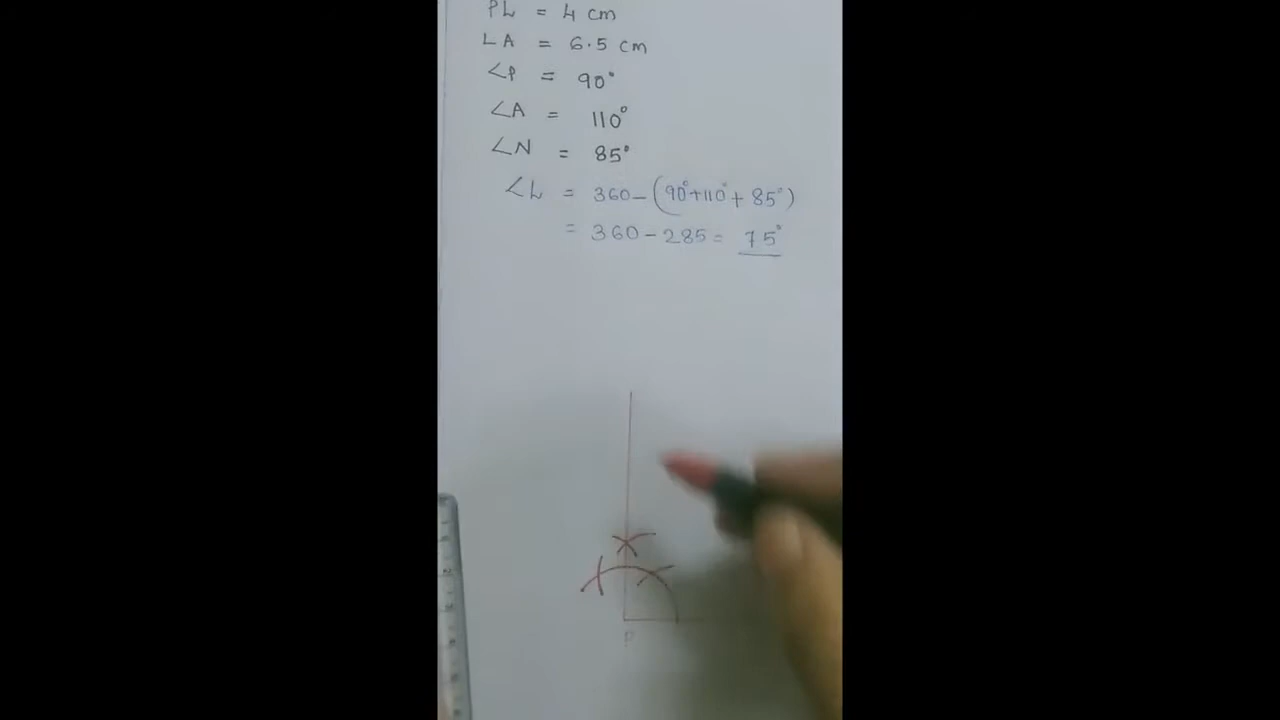 PL = 4 cm
LA = 6.5 cm
∠P = 90°
∠A = 110°
∠N = 85°
∠L = 360-(90°+110°+85°)
= 360-285= 75°
P